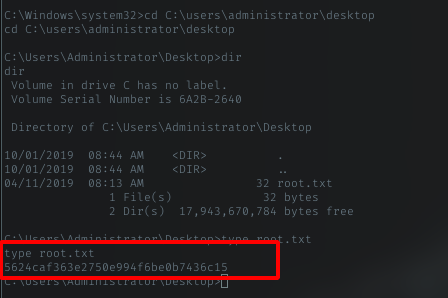 C:\Windows\system32>cd C:\users\administrator\desktop
cd C:\users\administrator\desktop

C:\Users\Administrator\Desktop>dir
dir
 Volume in drive C has no label.
 Volume Serial Number is 6A2B-2640

 Directory of C:\Users\Administrator\Desktop

10/01/2019  08:44 AM    <DIR>          .
10/01/2019  08:44 AM    <DIR>          ..
04/11/2019  08:13 AM                32 root.txt
               1 File(s)             32 bytes
               2 Dir(s)  17,943,670,784 bytes free

C:\Users\Administrator\Desktop>type root.txt
type root.txt
5624caf363e2750e994f6be0b7436c15
C:\Users\Administrator\Desktop>